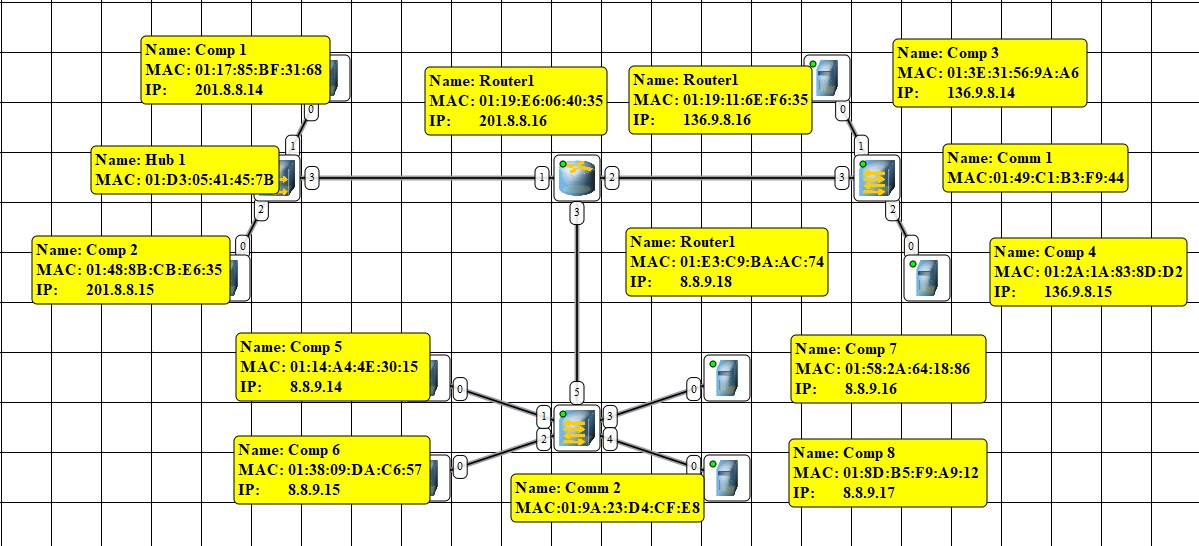 Name: Comp 1
MAC: 01:17:85:BF:31:68
IP: 201.8.8.14
0
1
Name: Router1
MAC: 01:19:E6:06:40:35
IP: 201.8.8.16
Name: Router1
MAC: 01:19:11:6E:F6:35
IP: 136.9.8.16
Name: Comp 3
MAC: 01:3E:31:56:9A:A6
IP: 136.9.8.14
0
1
Name: Hub 1
MAC: 01:D3:05:41:45:7B
3
1
2
3
Name: Comm 1
MAC:01:49:C1:B3:F9:44
2
0
3
2
0
Name: Comp 2
MAC: 01:48:8B:CB:E6:35
IP: 201.8.8.15
Name: Router1
MAC: 01:E3:C9:BA:AC:74
IP: 8.8.9.18
Name: Comp 4
MAC: 01:2A:1A:83:8D:D2
IP: 136.9.8.15
Name: Comp 5
MAC: 01:14:A4:4E:30:15
IP: 8.8.9.14
0
5
0
Name: Comp 7
MAC: 01:58:2A:64:18:86
IP: 8.8.9.16
1
3
2
4
Name: Comp 6
MAC: 01:38:09:DA:C6:57
IP: 8.8.9.15
0
0
Name: Comm 2
MAC:01:9A:23:D4:CF:E8
Name: Comp 8
MAC: 01:8D:B5:F9:A9:12
IP: 8.8.9.17